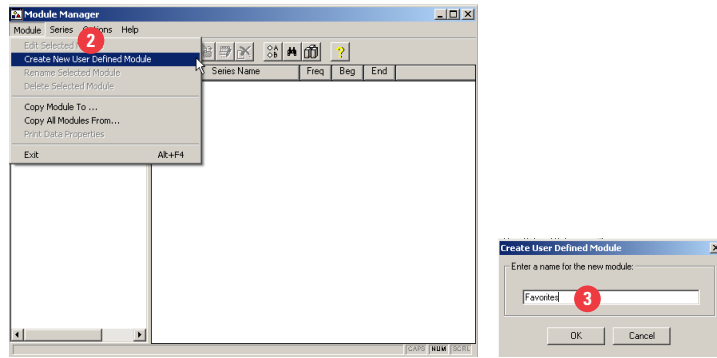 Module Manager
Module Series Options Help
2
Edit Selected
Create New User Defined Module
Rename Selected Module
Delete Selected Module
Copy Module To ...
Copy All Modules From...
Print Data Properties
Exit Alt+F4
Series Name Freq Beg End
CAPS NUM SCRL
Create User Defined Module
Enter a name for the new module:
Favorites
3
OK Cancel